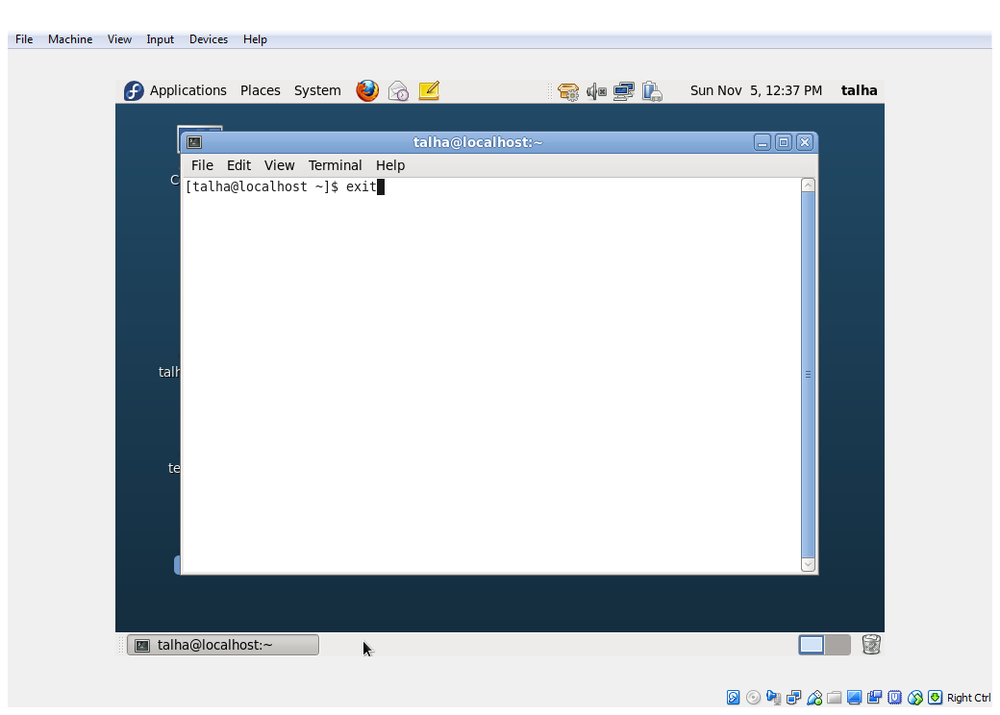 File Machine View Input Devices Help
Applications Places System Sun Nov 5, 12:37 PM talha
talha@localhost:~
File Edit View Terminal Help
[talha@localhost ~]$ exit
C
talh
te
talha@localhost:~
Right Ctrl